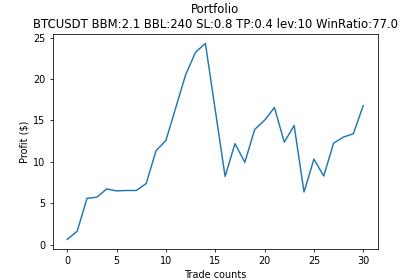 Portfolio
BTCUSDT BBM:2.1 BBL:240 SL:0.8 TP:0.4 lev:10 WinRatio:77.0
25
20
15
10
5
0
Profit ($)
0 5 10 15 20 25 30
Trade counts